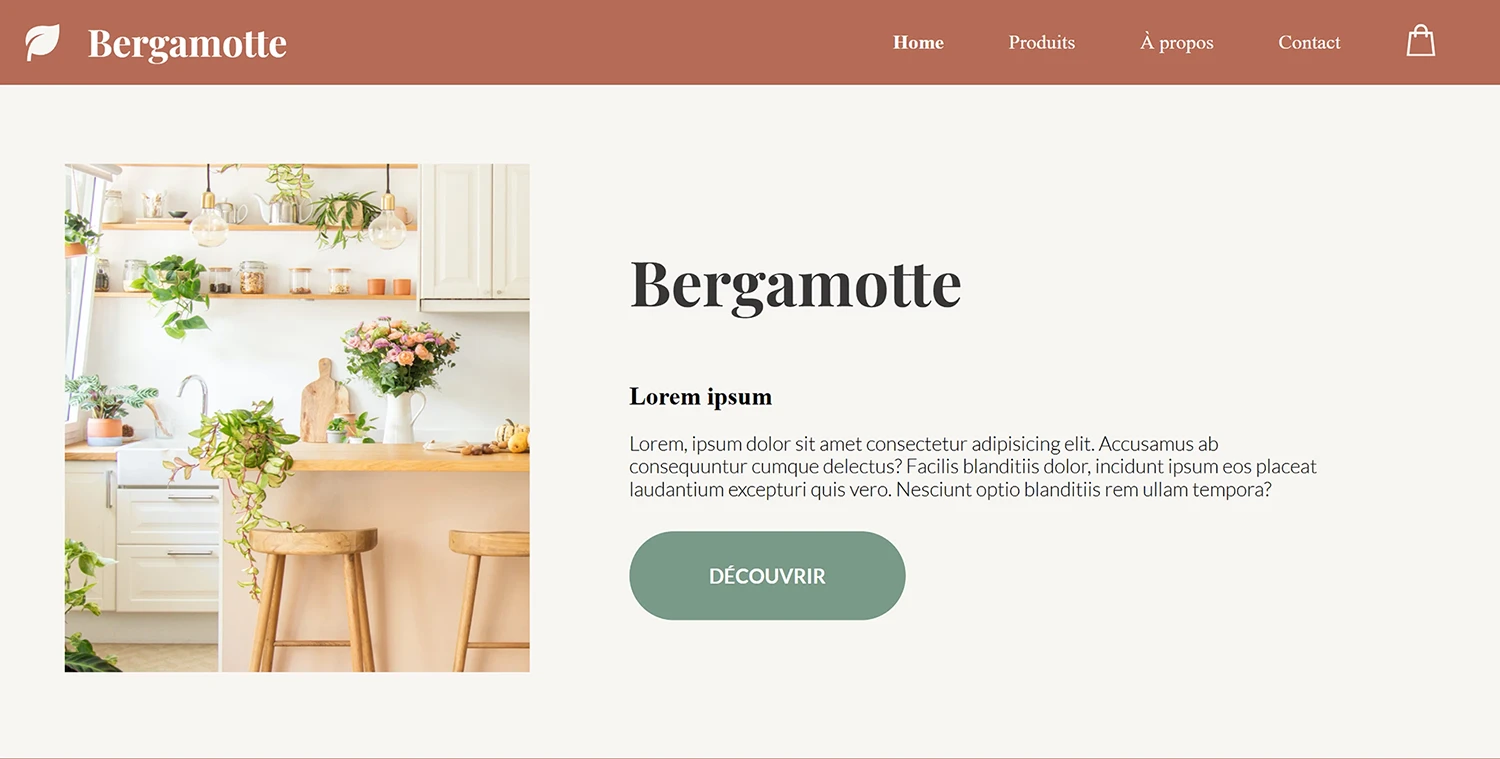 Bergamotte
Home Produits À propos Contact
Bergamotte
Lorem ipsum
Lorem, ipsum dolor sit amet consectetur adipisicing elit. Accusamus ab
consequuntur cumque delectus? Facilis blanditiis dolor, incidunt ipsum eos placeat
laudantium excepturi quis vero. Nesciunt optio blanditiis rem ullam tempora?
DÉCOUVRIR